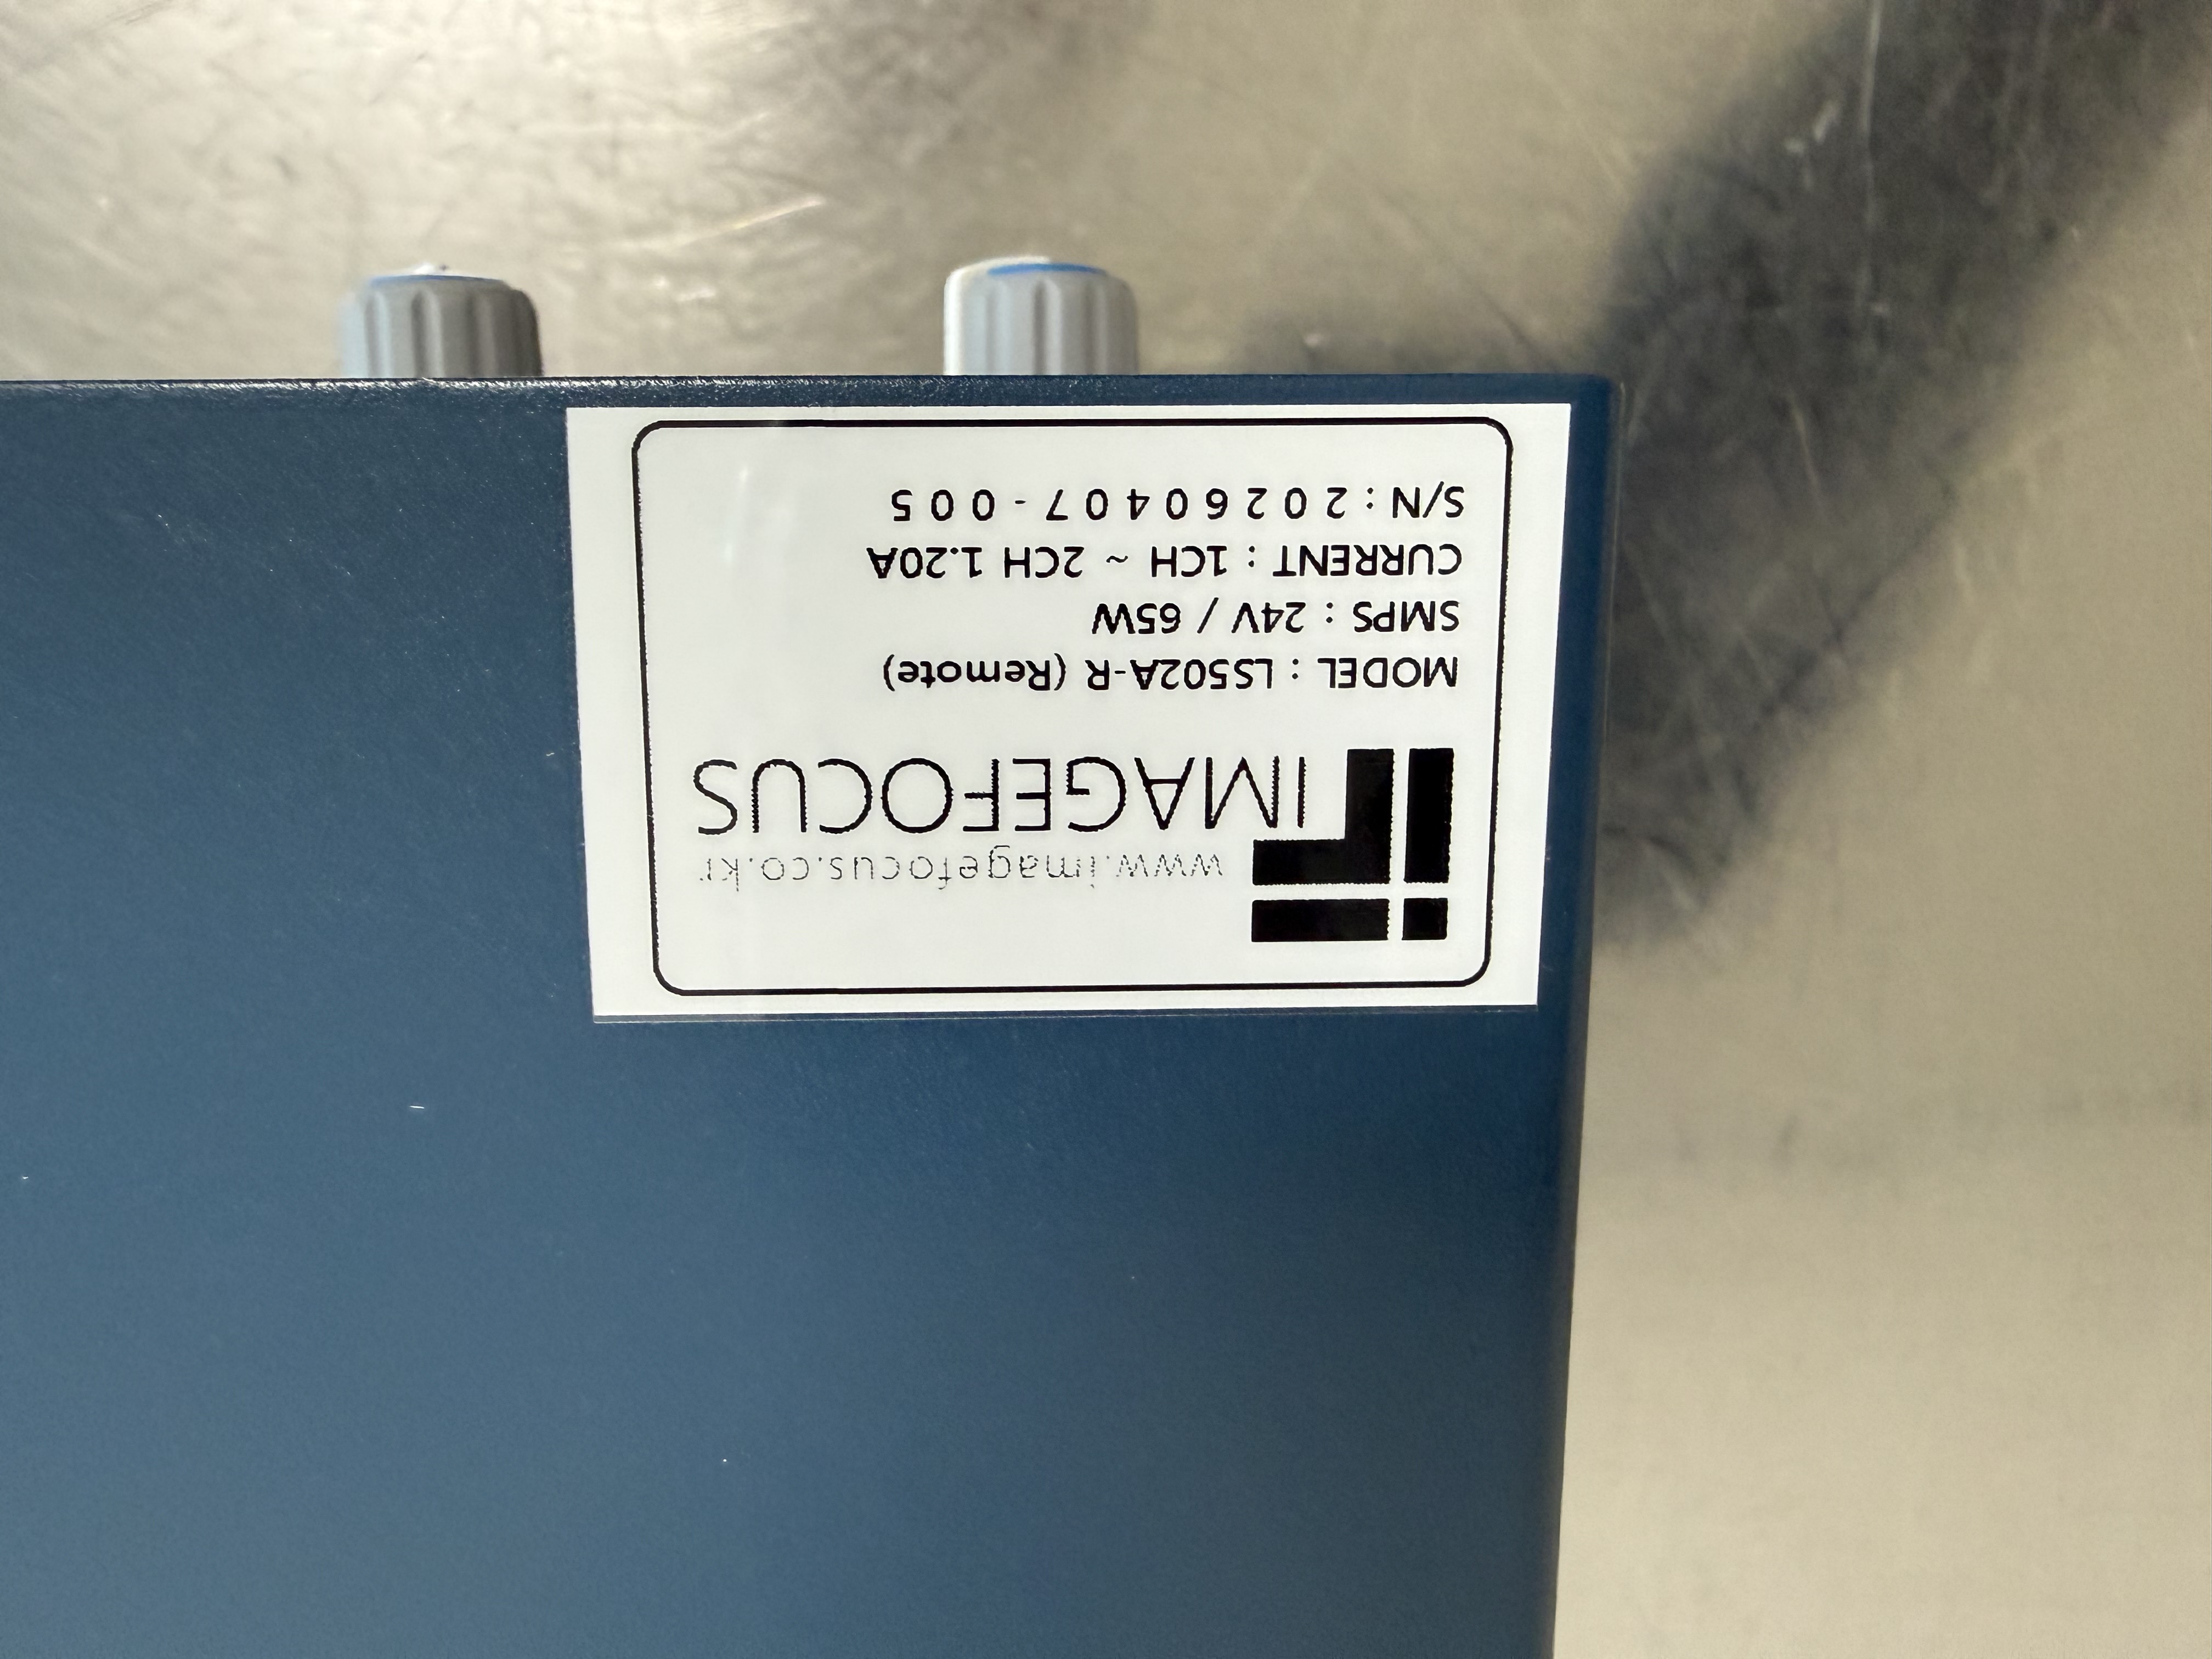 www.imagefocus.co.kr
IMAGEFOCUS
MODEL : LS502A-R (Remote)
SMPS : 24V / 65W
CURRENT : 1CH ~ 2CH 1.20A
S/N : 20260407-005